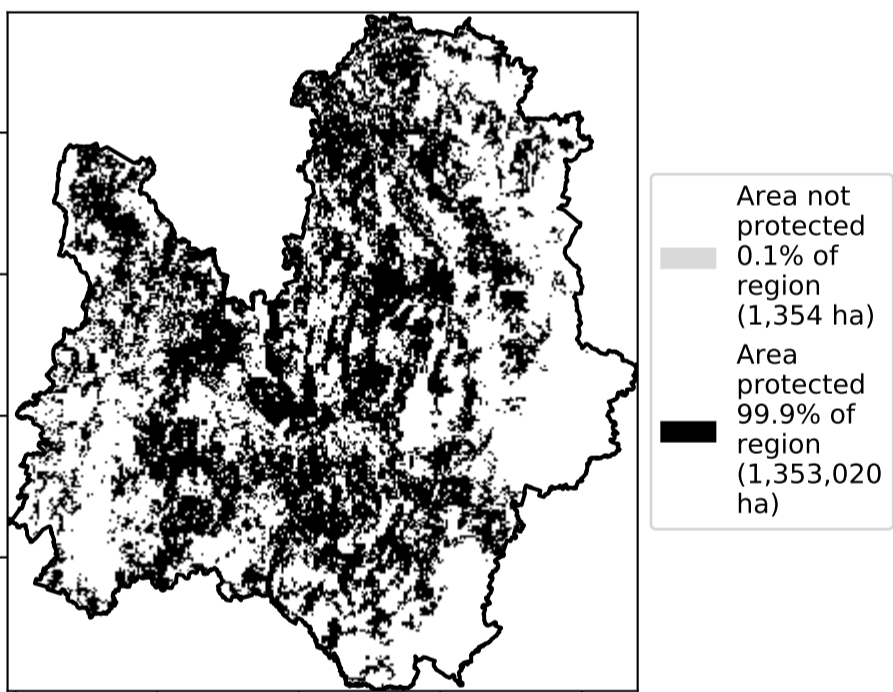 Area not
protected
0.1% of
region
(1,354 ha)
Area
protected
99.9% of
region
(1,353,020
ha)